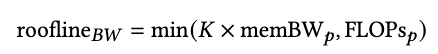 roofline_BW = min(K × memBW_p, FLOPs_p)